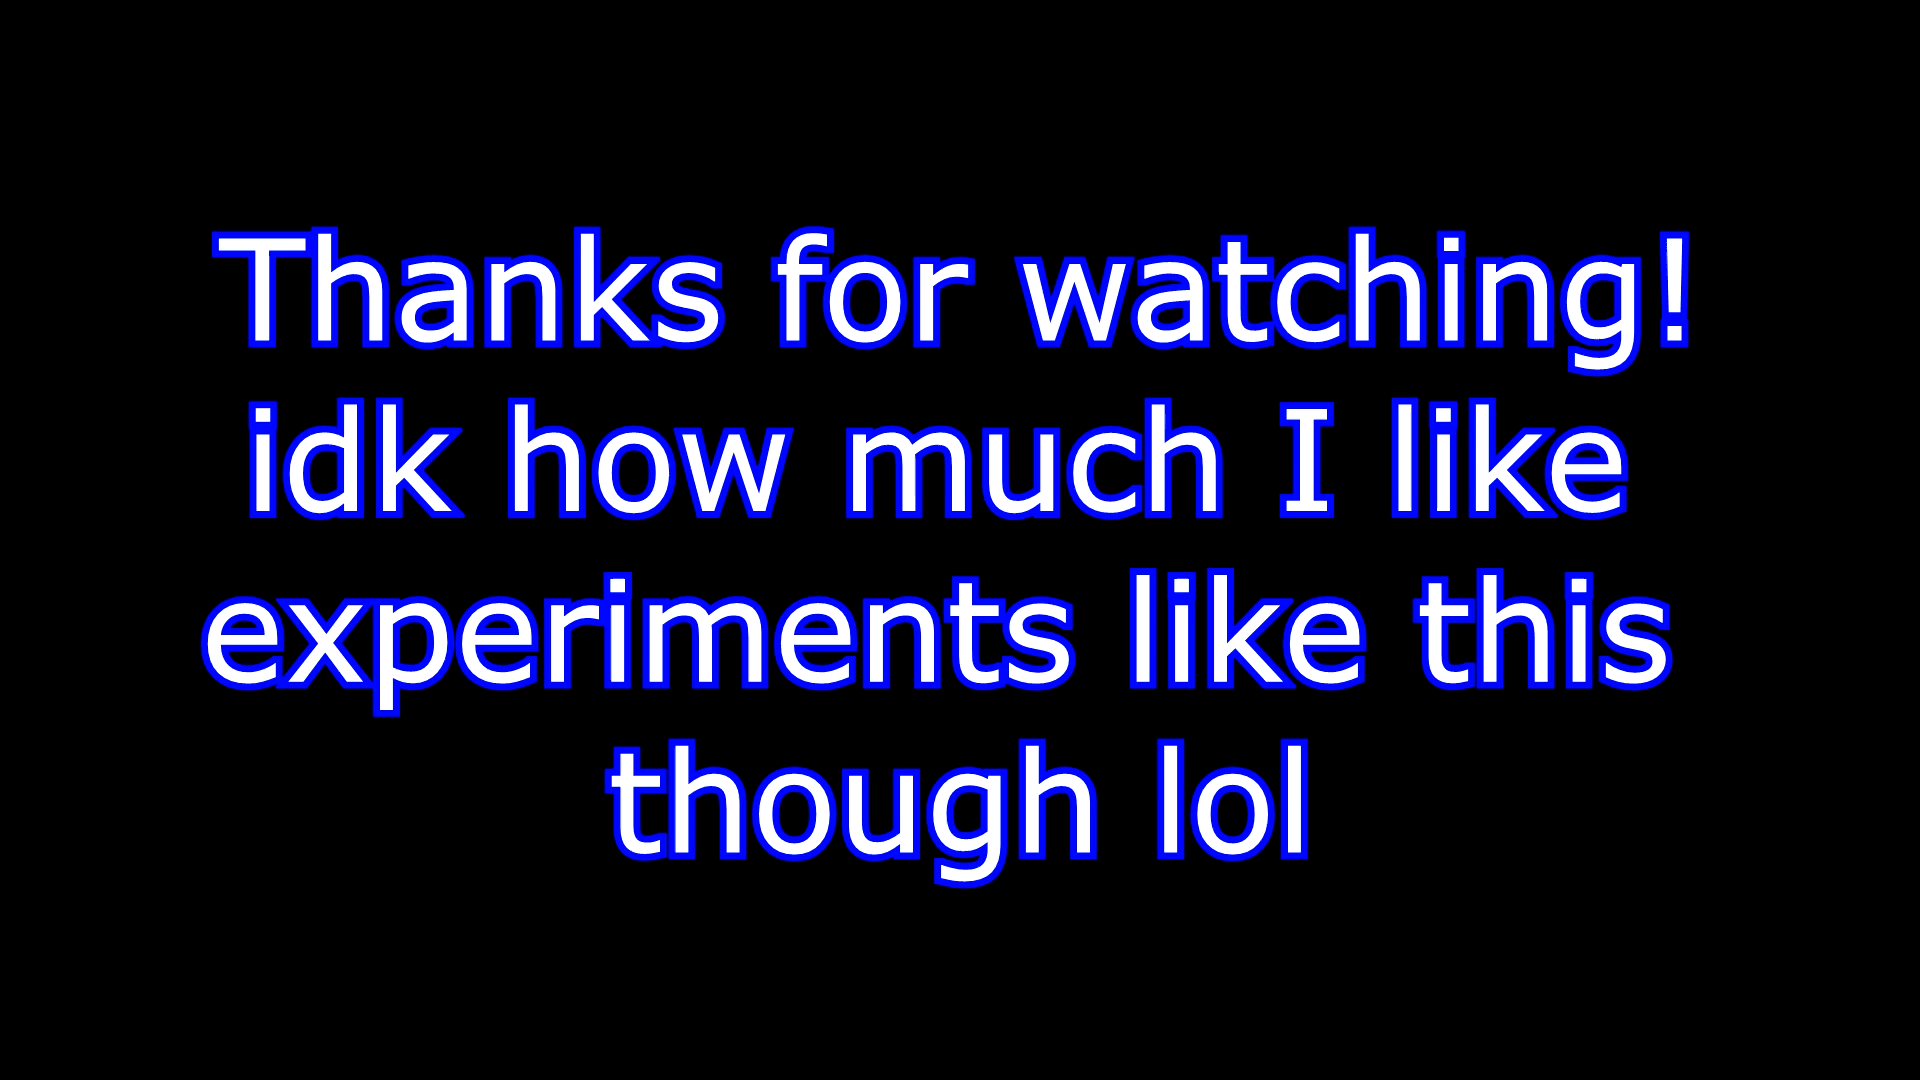 Thanks for watching!
idk how much I like
experiments like this
though lol